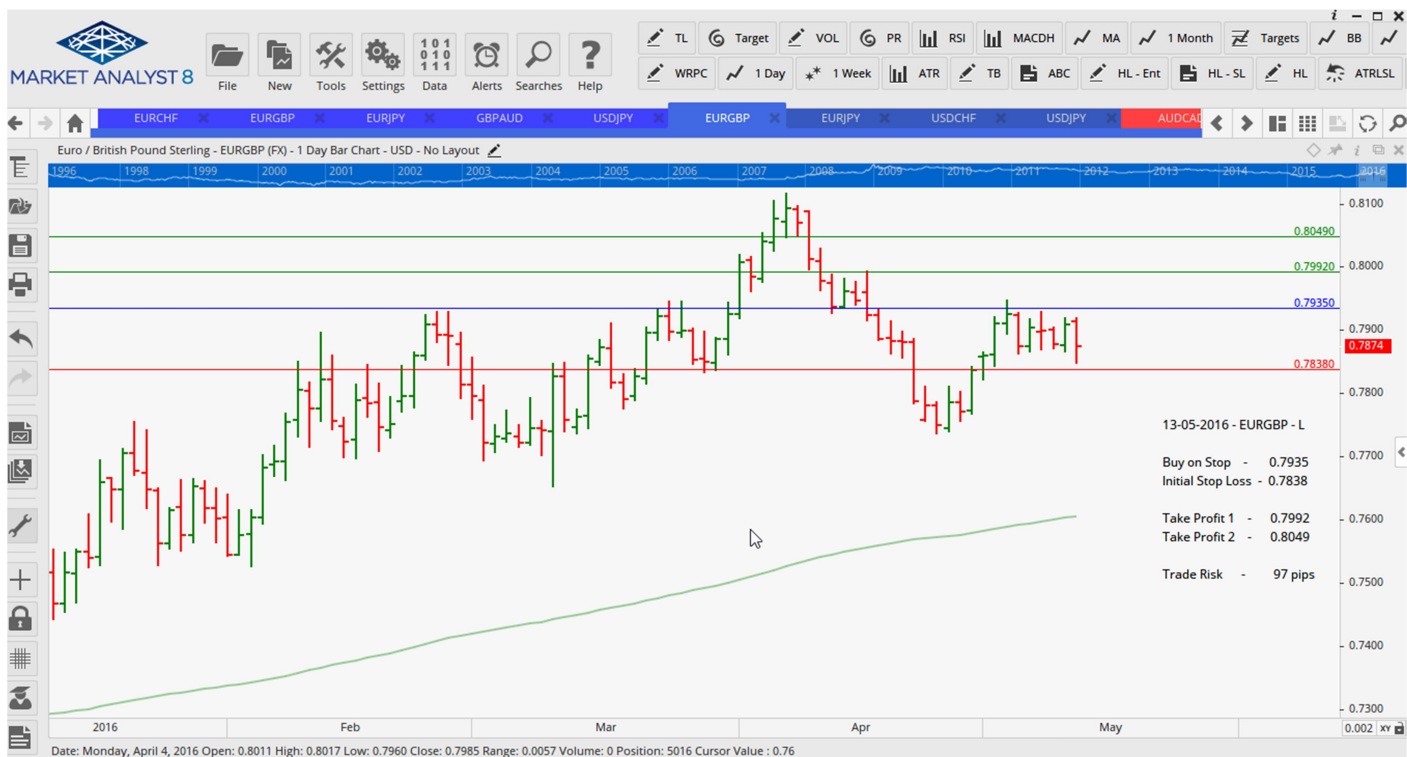 i
MARKET ANALYST 8
File New Tools Settings Data Alerts Searches Help
101
010
111
TL Target VOL PR RSI MACDH MA 1 Month Targets BB
WRPC 1 Day 1 Week ATR TB ABC HL - Ent HL - SL HL ATRLSL
EURCHF EURGBP EURJPY GBPAUD USDJPY EURGBP EURJPY USDCHF USDJPY AUDCAD
Euro / British Pound Sterling - EURGBP (FX) - 1 Day Bar Chart - USD - No Layout
1996 1998 1999 2000 2001 2002 2003 2004 2005 2006 2007 2008 2009 2010 2011 2012 2013 2014 2015 2016
0.8100
0.80490
0.8000
0.79920
0.79350
0.7900
0.7874
0.78380
0.7800
13-05-2016 - EURGBP - L
0.7700
Buy on Stop - 0.7935
Initial Stop Loss - 0.7838
Take Profit 1 - 0.7992
0.7600
Take Profit 2 - 0.8049
Trade Risk - 97 pips
0.7500
0.7400
0.7300
2016 Feb Mar Apr May
0.002 XY
Date: Monday, April 4, 2016 Open: 0.8011 High: 0.8017 Low: 0.7960 Close: 0.7985 Range: 0.0057 Volume: 0 Position: 5016 Cursor Value : 0.76